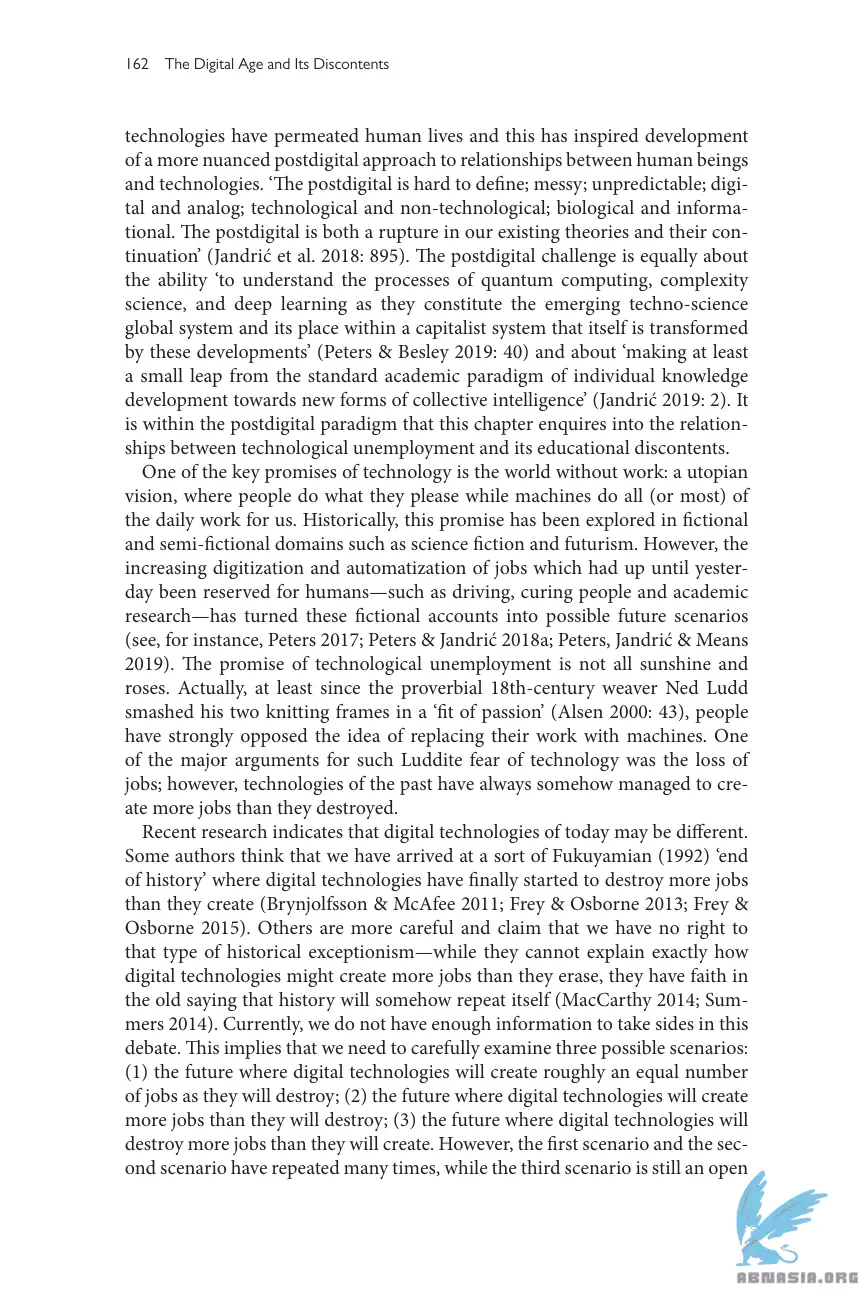 162 The Digital Age and Its Discontents
technologies have permeated human lives and this has inspired development
of a more nuanced postdigital approach to relationships between human beings
and technologies. ‘The postdigital is hard to define; messy; unpredictable; digi-
tal and analog; technological and non-technological; biological and informa-
tional. The postdigital is both a rupture in our existing theories and their con-
tinuation’ (Jandrić et al. 2018: 895). The postdigital challenge is equally about
the ability ‘to understand the processes of quantum computing, complexity
science, and deep learning as they constitute the emerging techno-science
global system and its place within a capitalist system that itself is transformed
by these developments’ (Peters & Besley 2019: 40) and about ‘making at least
a small leap from the standard academic paradigm of individual knowledge
development towards new forms of collective intelligence’ (Jandrić 2019: 2). It
is within the postdigital paradigm that this chapter enquires into the relation-
ships between technological unemployment and its educational discontents.
One of the key promises of technology is the world without work: a utopian
vision, where people do what they please while machines do all (or most) of
the daily work for us. Historically, this promise has been explored in fictional
and semi-fictional domains such as science fiction and futurism. However, the
increasing digitization and automatization of jobs which had up until yester-
day been reserved for humans—such as driving, curing people and academic
research—has turned these fictional accounts into possible future scenarios
(see, for instance, Peters 2017; Peters & Jandrić 2018a; Peters, Jandrić & Means
2019). The promise of technological unemployment is not all sunshine and
roses. Actually, at least since the proverbial 18th-century weaver Ned Ludd
smashed his two knitting frames in a ‘fit of passion’ (Alsen 2000: 43), people
have strongly opposed the idea of replacing their work with machines. One
of the major arguments for such Luddite fear of technology was the loss of
jobs; however, technologies of the past have always somehow managed to cre-
ate more jobs than they destroyed.
Recent research indicates that digital technologies of today may be different.
Some authors think that we have arrived at a sort of Fukuyamian (1992) ‘end
of history’ where digital technologies have finally started to destroy more jobs
than they create (Brynjolfsson & McAfee 2011; Frey & Osborne 2013; Frey &
Osborne 2015). Others are more careful and claim that we have no right to
that type of historical exceptionism—while they cannot explain exactly how
digital technologies might create more jobs than they erase, they have faith in
the old saying that history will somehow repeat itself (MacCarthy 2014; Sum-
mers 2014). Currently, we do not have enough information to take sides in this
debate. This implies that we need to carefully examine three possible scenarios:
(1) the future where digital technologies will create roughly an equal number
of jobs as they will destroy; (2) the future where digital technologies will create
more jobs than they will destroy; (3) the future where digital technologies will
destroy more jobs than they will create. However, the first scenario and the sec-
ond scenario have repeated many times, while the third scenario is still an open
ABNASIA.ORG